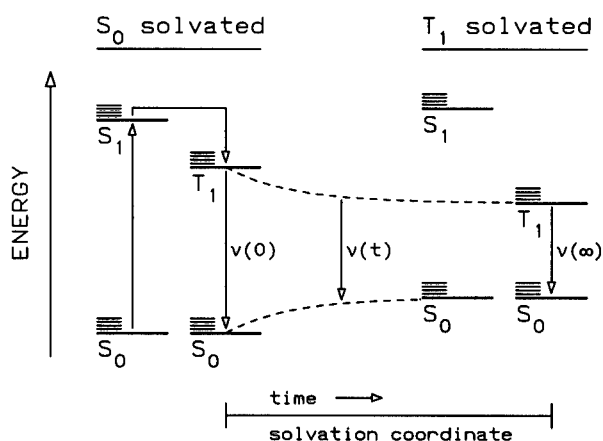 S₀ solvated
T₁ solvated
ENERGY
S₁
S₁
T₁
T₁
ν(0)
ν(t)
ν(∞)
S₀
S₀
S₀
S₀
time
solvation coordinate